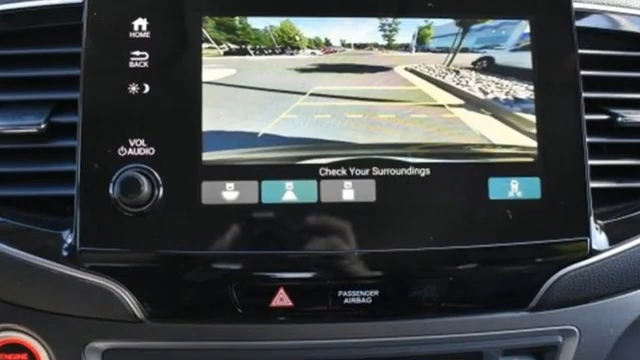 HOME
BACK
VOL
AUDIO
Check Your Surroundings
PASSENGER
AIRBAG
ENGINE